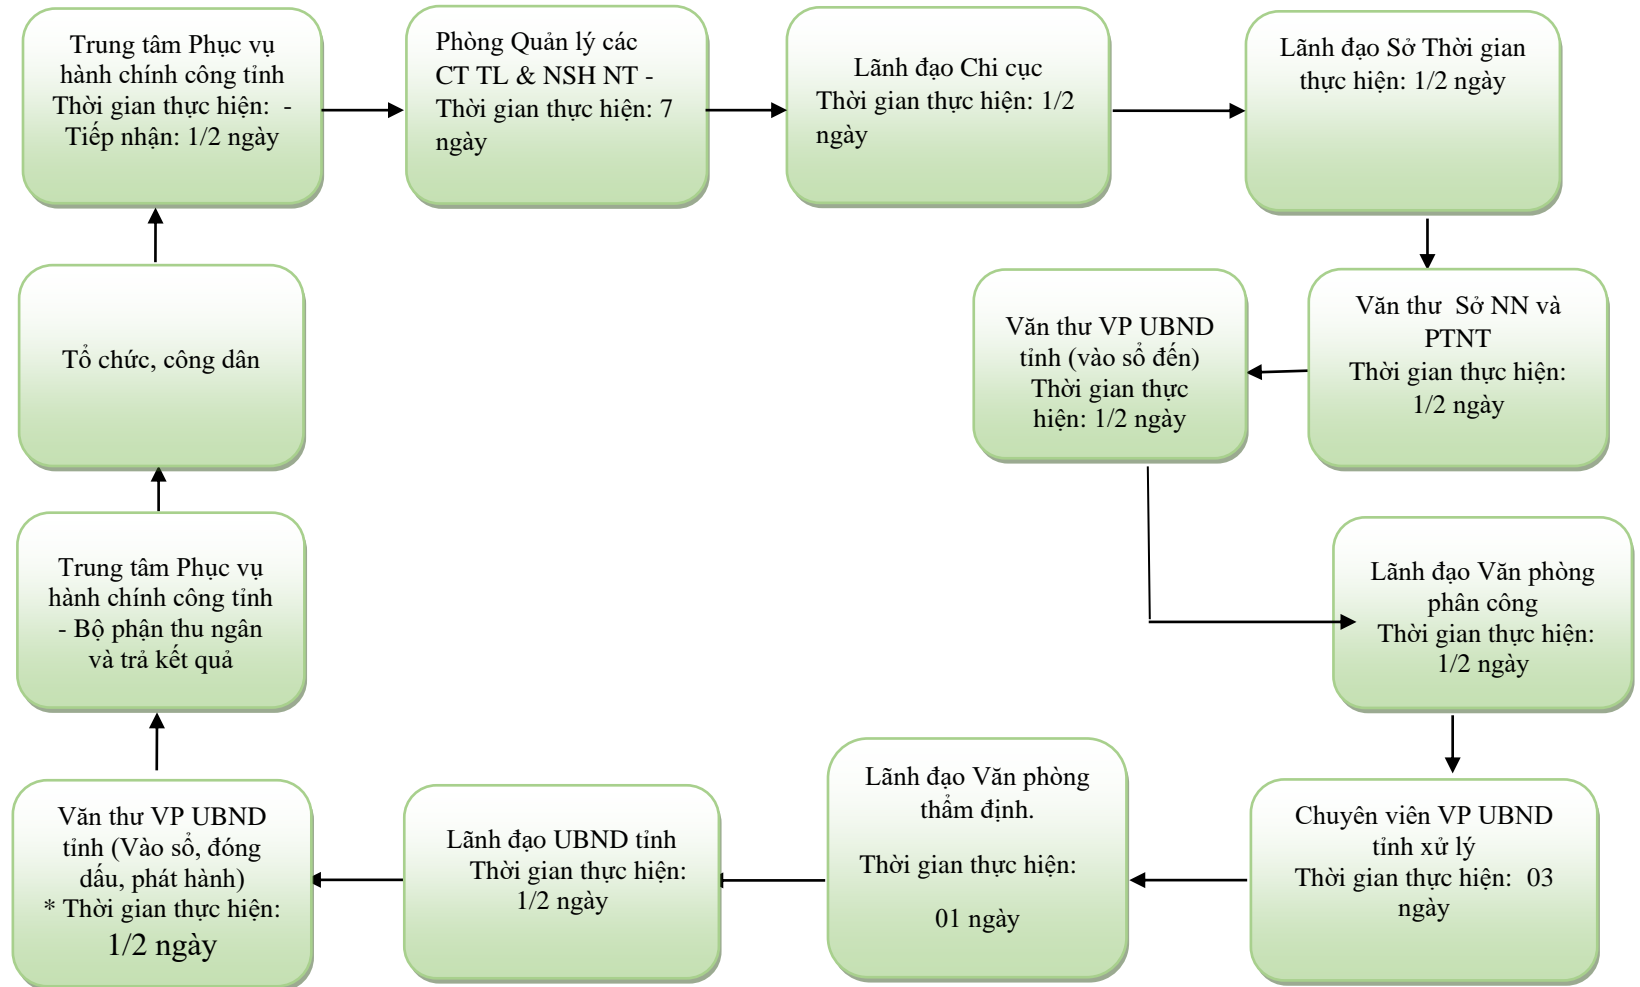 Trung tâm Phục vụ
hành chính công tỉnh
Thời gian thực hiện:  -
Tiếp nhận: 1/2 ngày
Phòng Quản lý các
CT TL & NSH NT -
Thời gian thực hiện: 7
ngày
Lãnh đạo Chi cục
Thời gian thực hiện: 1/2
ngày
Lãnh đạo Sở Thời gian
thực hiện: 1/2 ngày
Văn thư  Sở NN và
PTNT
Thời gian thực hiện:
1/2 ngày
Văn thư VP UBND
tỉnh (vào sổ đến)
Thời gian thực
hiện: 1/2 ngày
Lãnh đạo Văn phòng
phân công
Thời gian thực hiện:
1/2 ngày
Chuyên viên VP UBND
tỉnh xử lý
Thời gian thực hiện:  03
ngày
Lãnh đạo Văn phòng
thẩm định.
Thời gian thực hiện:
01 ngày
Lãnh đạo UBND tỉnh
Thời gian thực hiện:
1/2 ngày
Văn thư VP UBND
tỉnh (Vào sổ, đóng
dấu, phát hành)
* Thời gian thực hiện:
1/2 ngày
Trung tâm Phục vụ
hành chính công tỉnh
- Bộ phận thu ngân
và trả kết quả
Tổ chức, công dân